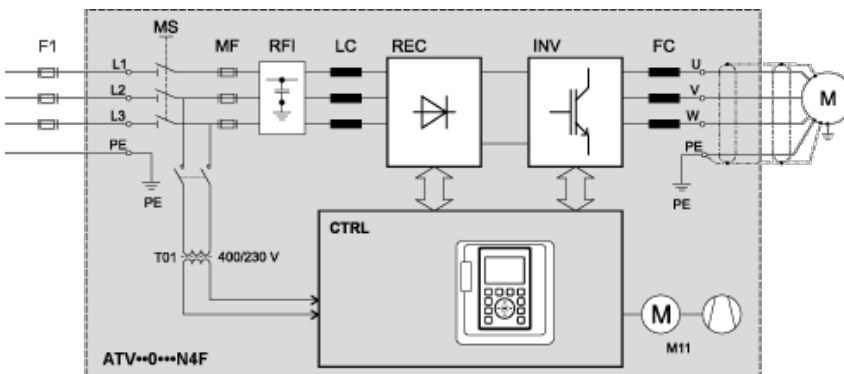 MS
F1 MF RFI LC REC INV FC
L1 U
L2 V M
L3 W
PE PE
PE PE
CTRL
T01 400/230 V
M
M11
ATV••0•••N4F